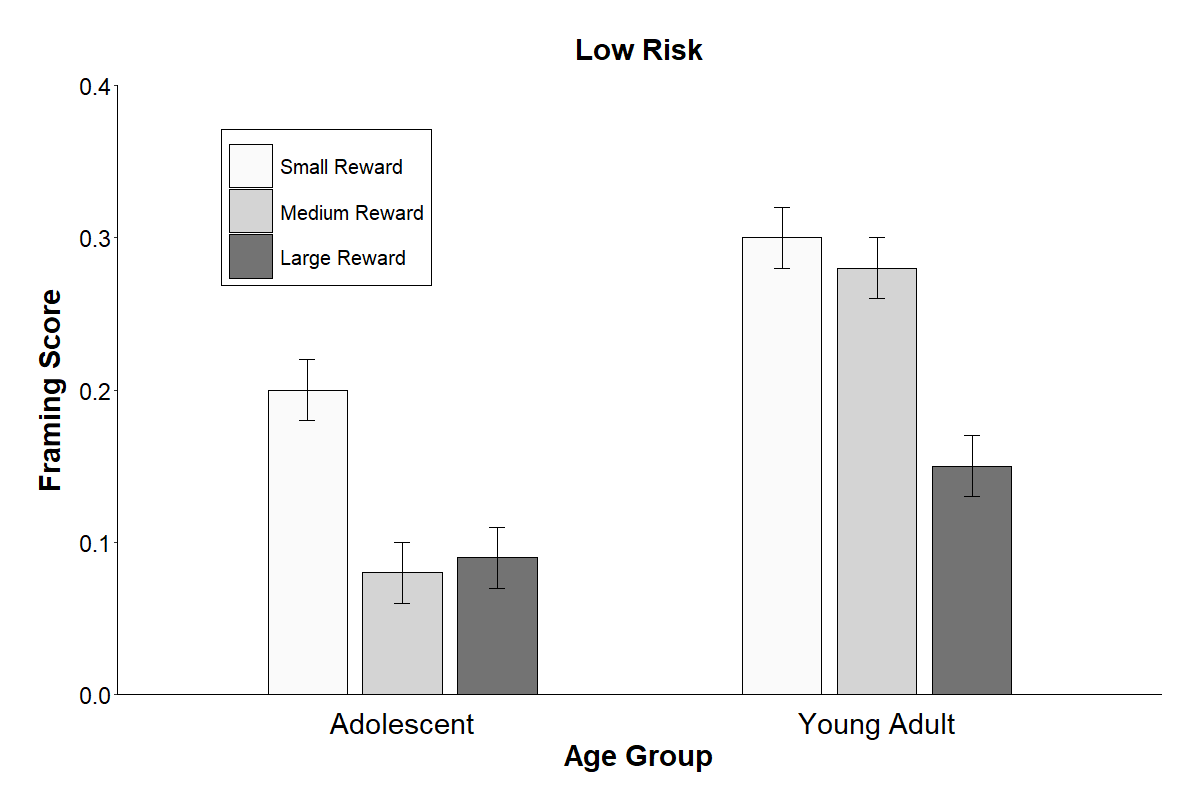 Low Risk
0.4
Small Reward
Medium Reward
0.3
Large Reward
Framing Score
0.2
0.1
0.0
Adolescent Young Adult
Age Group